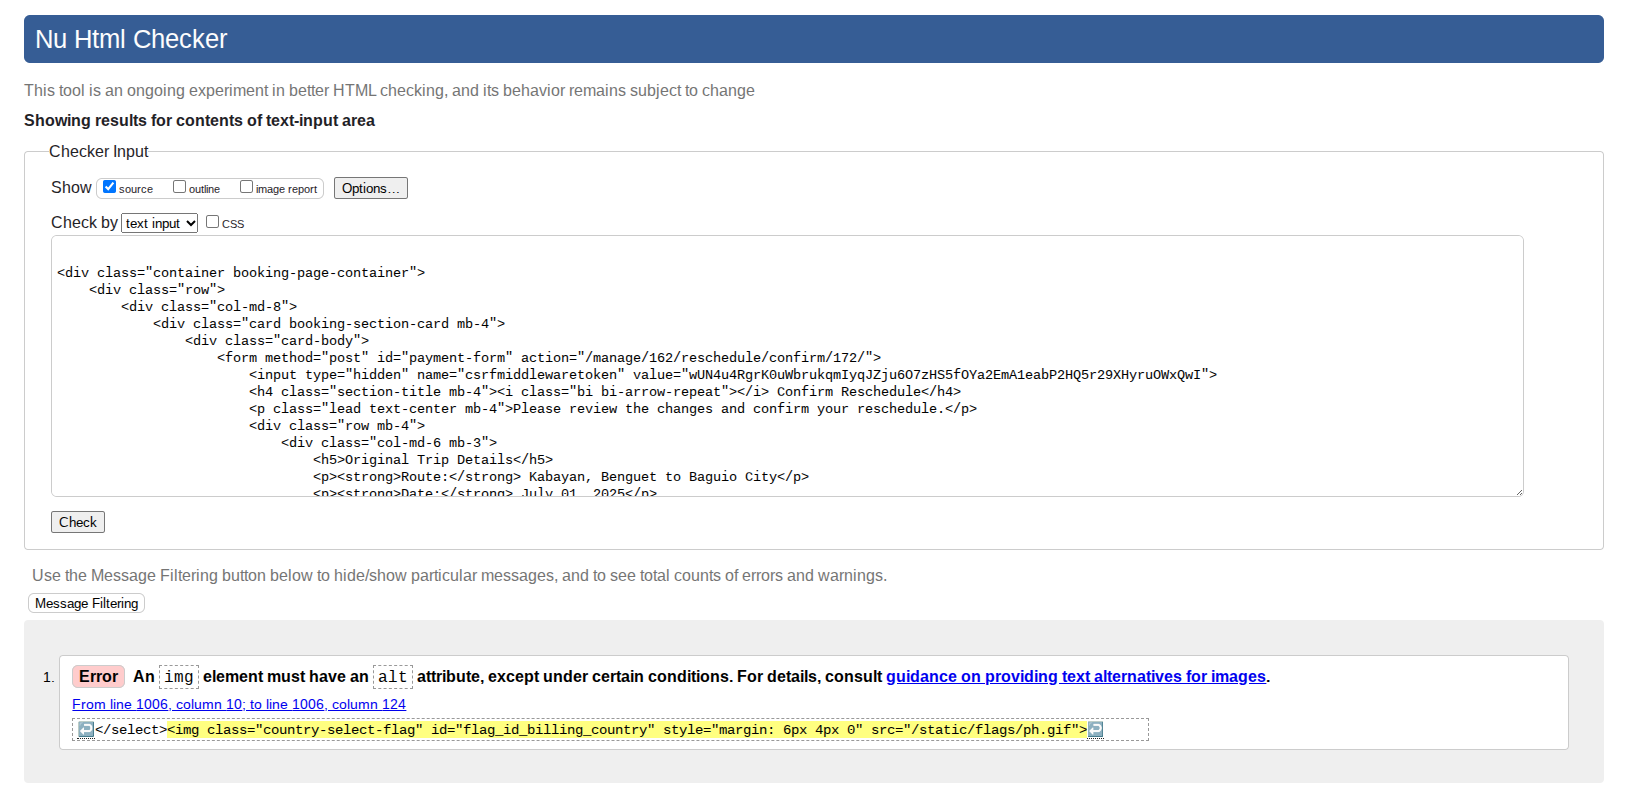 Nu Html Checker
This tool is an ongoing experiment in better HTML checking, and its behavior remains subject to change
Showing results for contents of text-input area
Checker Input
Show source outline image report Options...
Check by text input CSS
<div class="container booking-page-container">
<div class="row">
<div class="col-md-8">
<div class="card booking-section-card mb-4">
<div class="card-body">
<form method="post" id="payment-form" action="/manage/162/reschedule/confirm/172/">
<input type="hidden" name="csrfmiddlewaretoken" value="wUN4u4RgrK0uWbrukqmIyqJZju6O7zHS5fOYa2EmA1eabP2HQ5r29XHyruOWxQwI">
<h4 class="section-title mb-4"><i class="bi bi-arrow-repeat"></i> Confirm Reschedule</h4>
<p class="lead text-center mb-4">Please review the changes and confirm your reschedule.</p>
<div class="row mb-4">
<div class="col-md-6 mb-3">
<h5>Original Trip Details</h5>
<p><strong>Route:</strong> Kabayan, Benguet to Baguio City</p>
<p><strong>Date:</strong> July 01, 2025</p>
Check
Use the Message Filtering button below to hide/show particular messages, and to see total counts of errors and warnings.
Message Filtering
1. Error An img element must have an alt attribute, except under certain conditions. For details, consult guidance on providing text alternatives for images.
From line 1006, column 10; to line 1006, column 124
↩</select><img class="country-select-flag" id="flag_id_billing_country" style="margin: 6px 4px 0" src="/static/flags/ph.gif">↩